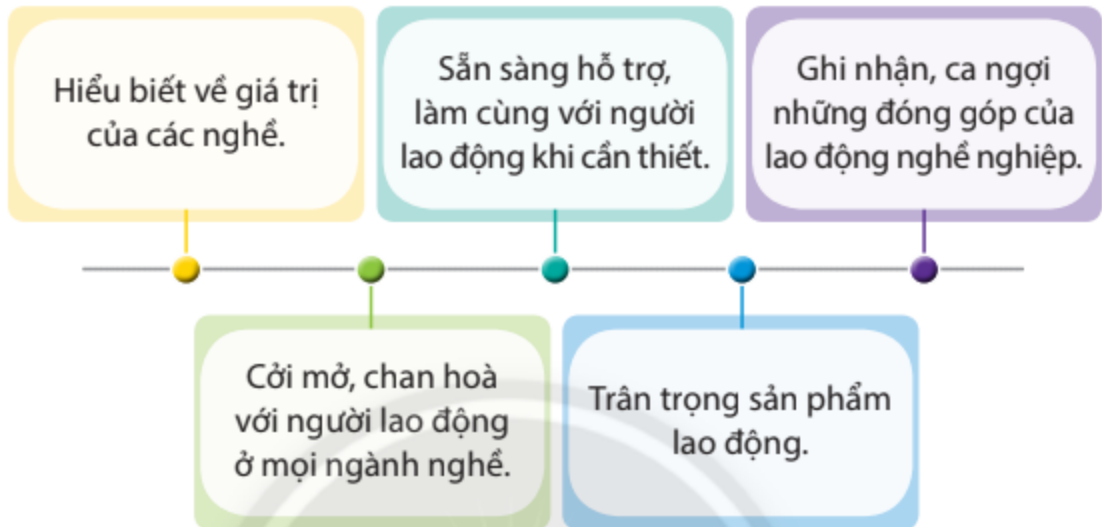 Hiểu biết về giá trị
của các nghề.
Sẵn sàng hỗ trợ,
làm cùng với người
lao động khi cần thiết.
Ghi nhận, ca ngợi
những đóng góp của
lao động nghề nghiệp.
Cởi mở, chan hoà
với người lao động
ở mọi ngành nghề.
Trân trọng sản phẩm
lao động.